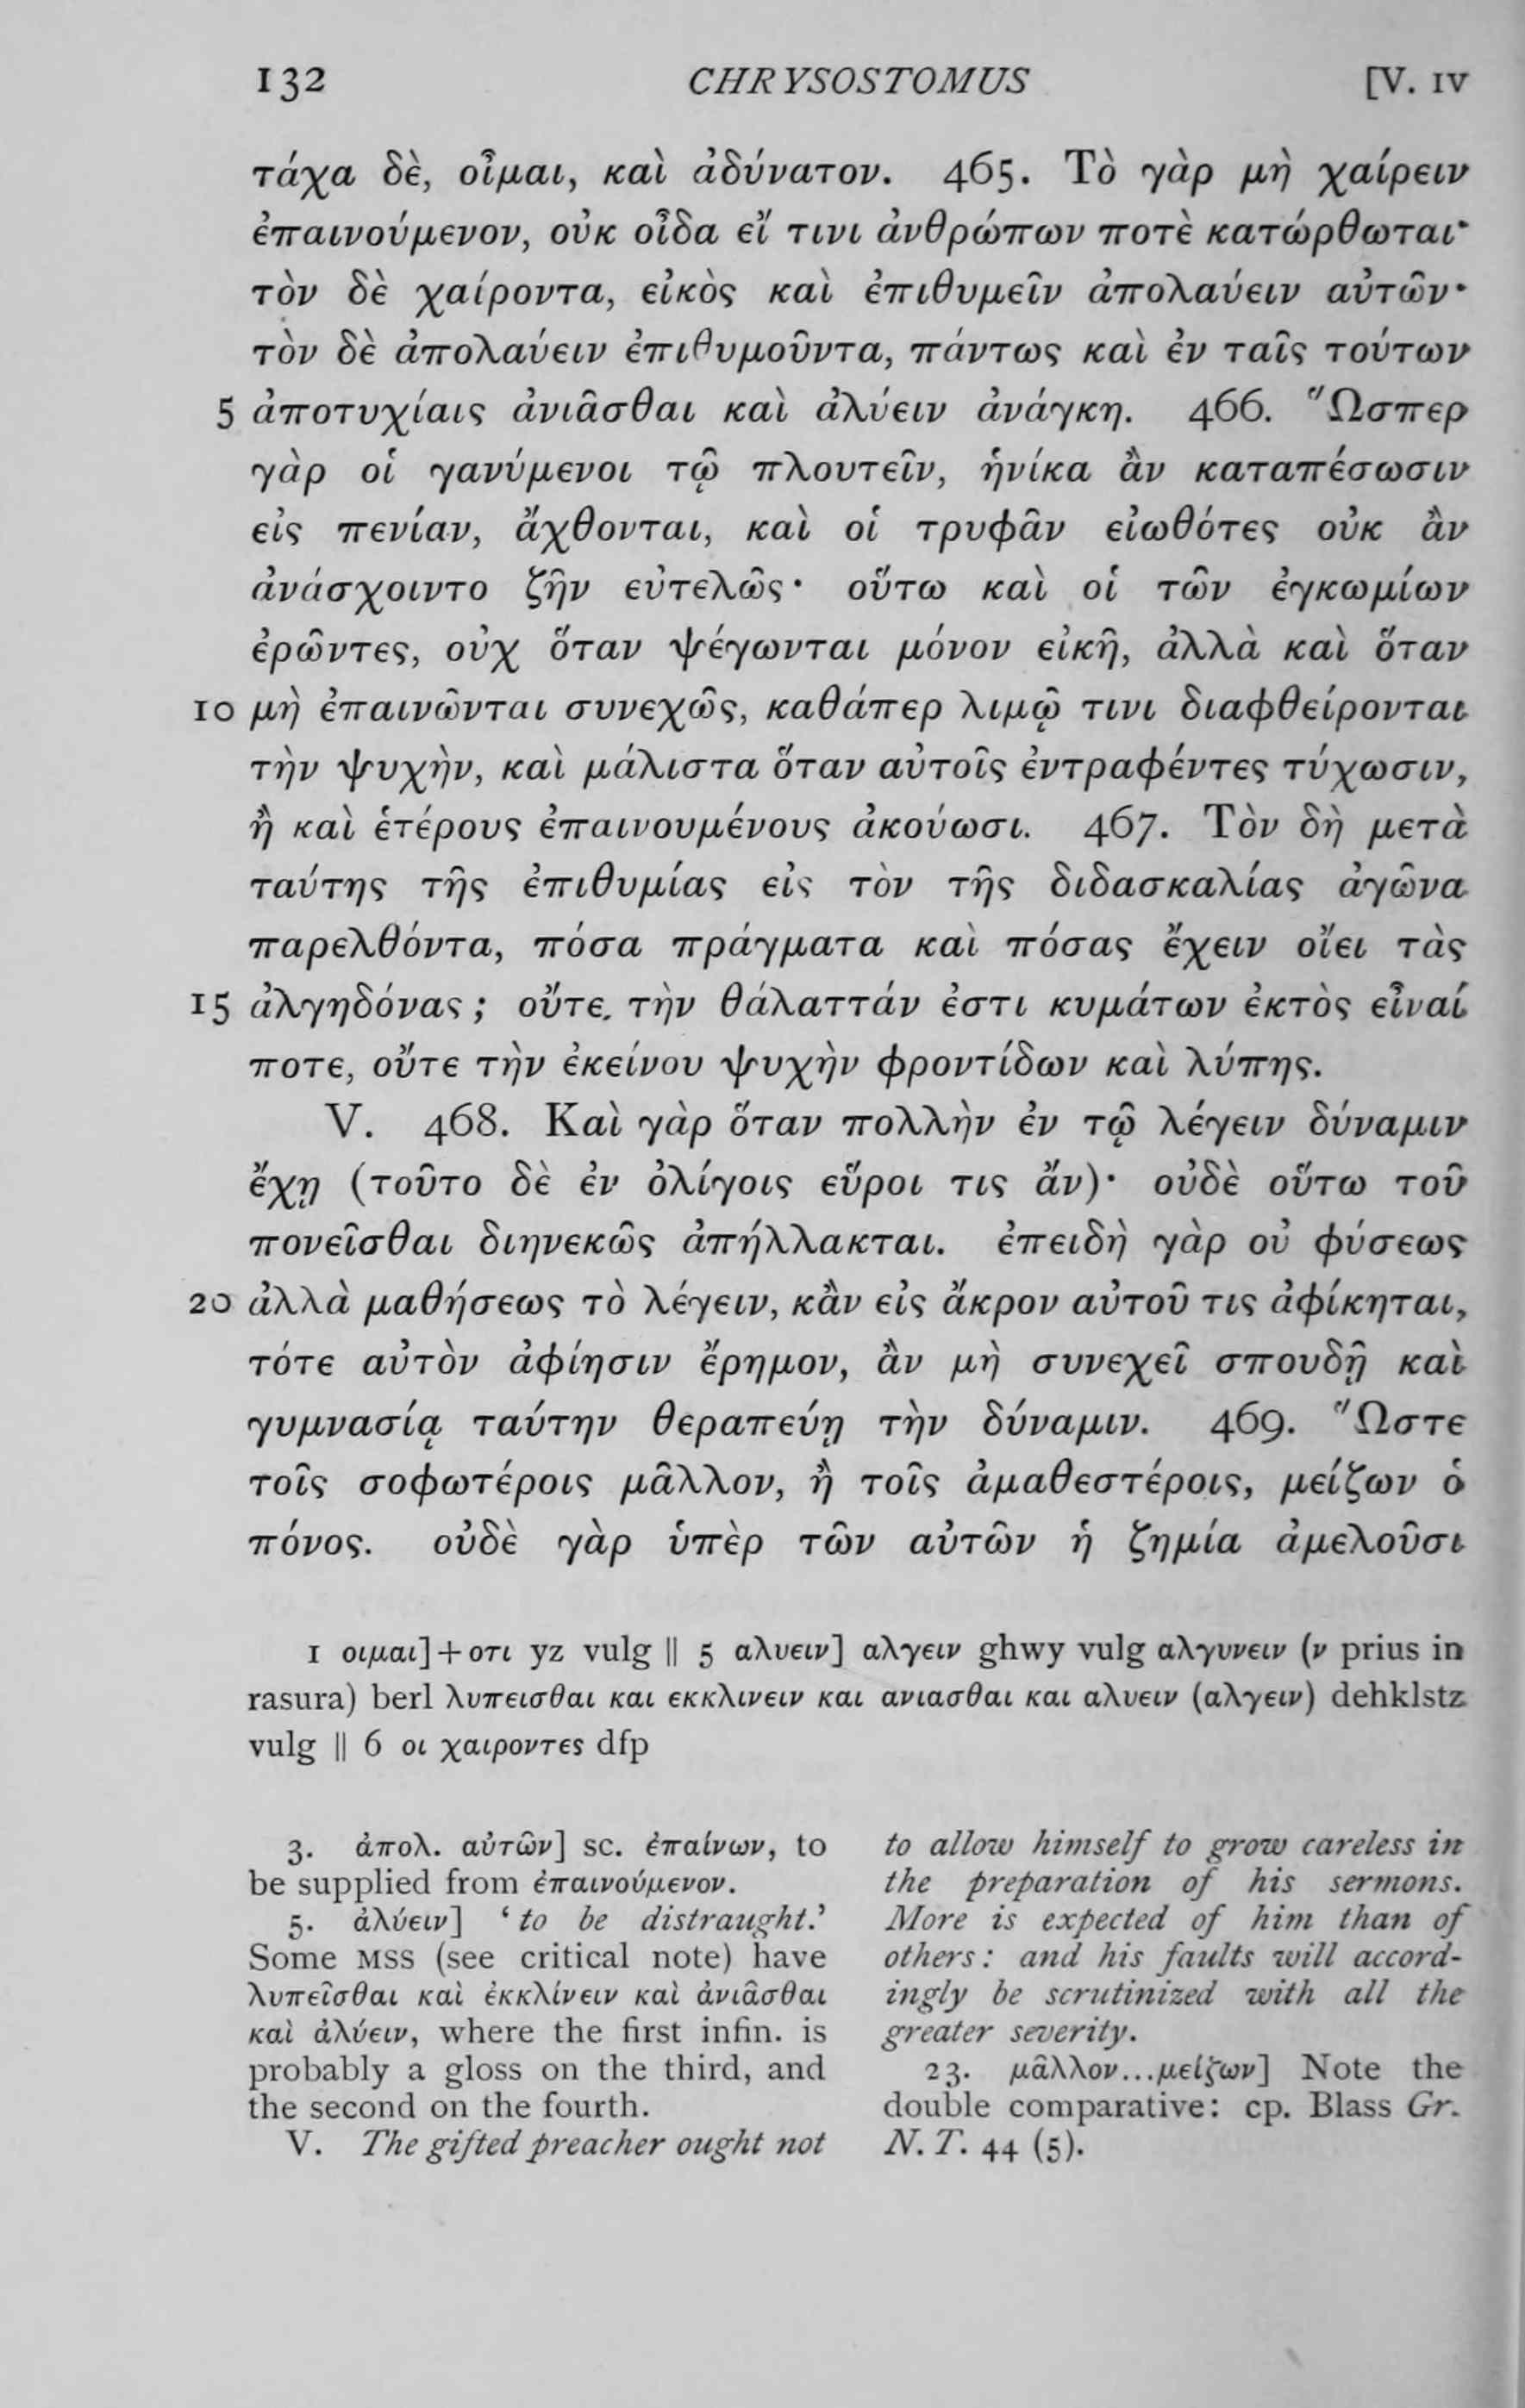 132 CHRYSOSTOMUS [V. IV
τάχα δὲ, οἶμαι, καὶ ἀδύνατον. 465. Τὸ γὰρ μὴ χαίρειν
ἐπαινούμενον, οὐκ οἶδα εἴ τινι ἀνθρώπων ποτὲ κατώρθωται·
τὸν δὲ χαίροντα, εἰκὸς καὶ ἐπιθυμεῖν ἀπολαύειν αὐτῶν·
τὸν δὲ ἀπολαύειν ἐπιθυμοῦντα, πάντως καὶ ἐν ταῖς τούτων
5 ἀποτυχίαις ἀνιᾶσθαι καὶ ἀλύειν ἀνάγκη. 466. Ὥσπερ
γὰρ οἱ γανύμενοι τῷ πλουτεῖν, ἡνίκα ἂν καταπέσωσιν
εἰς πενίαν, ἄχθονται, καὶ οἱ τρυφᾶν εἰωθότες οὐκ ἂν
ἀνάσχοιντο ζῆν εὐτελῶς· οὕτω καὶ οἱ τῶν ἐγκωμίων
ἐρῶντες, οὐχ ὅταν ψέγωνται μόνον εἰκῆ, ἀλλὰ καὶ ὅταν
10 μὴ ἐπαινῶνται συνεχῶς, καθάπερ λιμῷ τινι διαφθείρονται
τὴν ψυχὴν, καὶ μάλιστα ὅταν αὐτοῖς ἐντραφέντες τύχωσιν,
ἢ καὶ ἑτέρους ἐπαινουμένους ἀκούωσι. 467. Τὸν δὴ μετὰ
ταύτης τῆς ἐπιθυμίας εἰς τὸν τῆς διδασκαλίας ἀγῶνα
παρελθόντα, πόσα πράγματα καὶ πόσας ἔχειν οἴει τὰς
15 ἀλγηδόνας; οὔτε τὴν θάλαττάν ἐστι κυμάτων ἐκτὸς εἶναί
ποτε, οὔτε τὴν ἐκείνου ψυχὴν φροντίδων καὶ λύπης.
V. 468. Καὶ γὰρ ὅταν πολλὴν ἐν τῷ λέγειν δύναμιν
ἔχῃ (τοῦτο δὲ ἐν ὀλίγοις εὕροι τις ἄν)· οὐδὲ οὕτω τοῦ
πονεῖσθαι διηνεκῶς ἀπήλλακται. ἐπειδὴ γὰρ οὐ φύσεως
20 ἀλλὰ μαθήσεως τὸ λέγειν, κἂν εἰς ἄκρον αὐτοῦ τις ἀφίκηται,
τότε αὐτὸν ἀφίησιν ἔρημον, ἂν μὴ συνεχεῖ σπουδῇ καὶ
γυμνασίᾳ ταύτην θεραπεύῃ τὴν δύναμιν. 469. Ὥστε
τοῖς σοφωτέροις μᾶλλον, ἢ τοῖς ἀμαθεστέροις, μείζων ὁ
πόνος. οὐδὲ γὰρ ὑπὲρ τῶν αὐτῶν ἡ ζημία ἀμελοῦσι
1 οιμαι]+οτι yz vulg || 5 αλυειν] αλγειν ghwy vulg αλγυνειν (ν prius in
rasura) berl λυπεισθαι και εκκλινειν και ανιασθαι και αλυειν (αλγειν) dehklstz
vulg || 6 οι χαιροντες dfp
3. ἀπολ. αὐτῶν] sc. ἐπαίνων, to
be supplied from ἐπαινούμενον.
5. ἀλύειν] ‘to be distraught.’
Some MSS (see critical note) have
λυπεῖσθαι καὶ ἐκκλίνειν καὶ ἀνιᾶσθαι
καὶ ἀλύειν, where the first infin. is
probably a gloss on the third, and
the second on the fourth.
V. The gifted preacher ought not
to allow himself to grow careless in
the preparation of his sermons.
More is expected of him than of
others: and his faults will accord-
ingly be scrutinized with all the
greater severity.
23. μᾶλλον...μείζων] Note the
double comparative: cp. Blass Gr.
N. T. 44 (5).